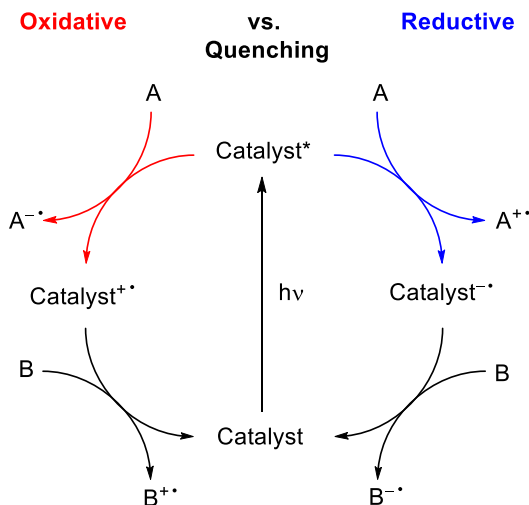 Oxidative vs. Reductive
Quenching
A A
Catalyst*
A⁻• A⁺•
Catalyst⁺• hν Catalyst⁻•
B B
Catalyst
B⁺• B⁻•